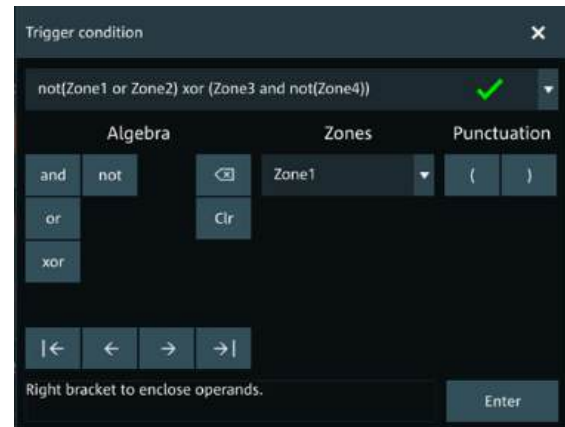 Trigger condition ×
not(Zone1 or Zone2) xor (Zone3 and not(Zone4))
Algebra Zones Punctuation
and not Zone1 ( )
or Clr
xor
|← ← → →|
Right bracket to enclose operands.
Enter